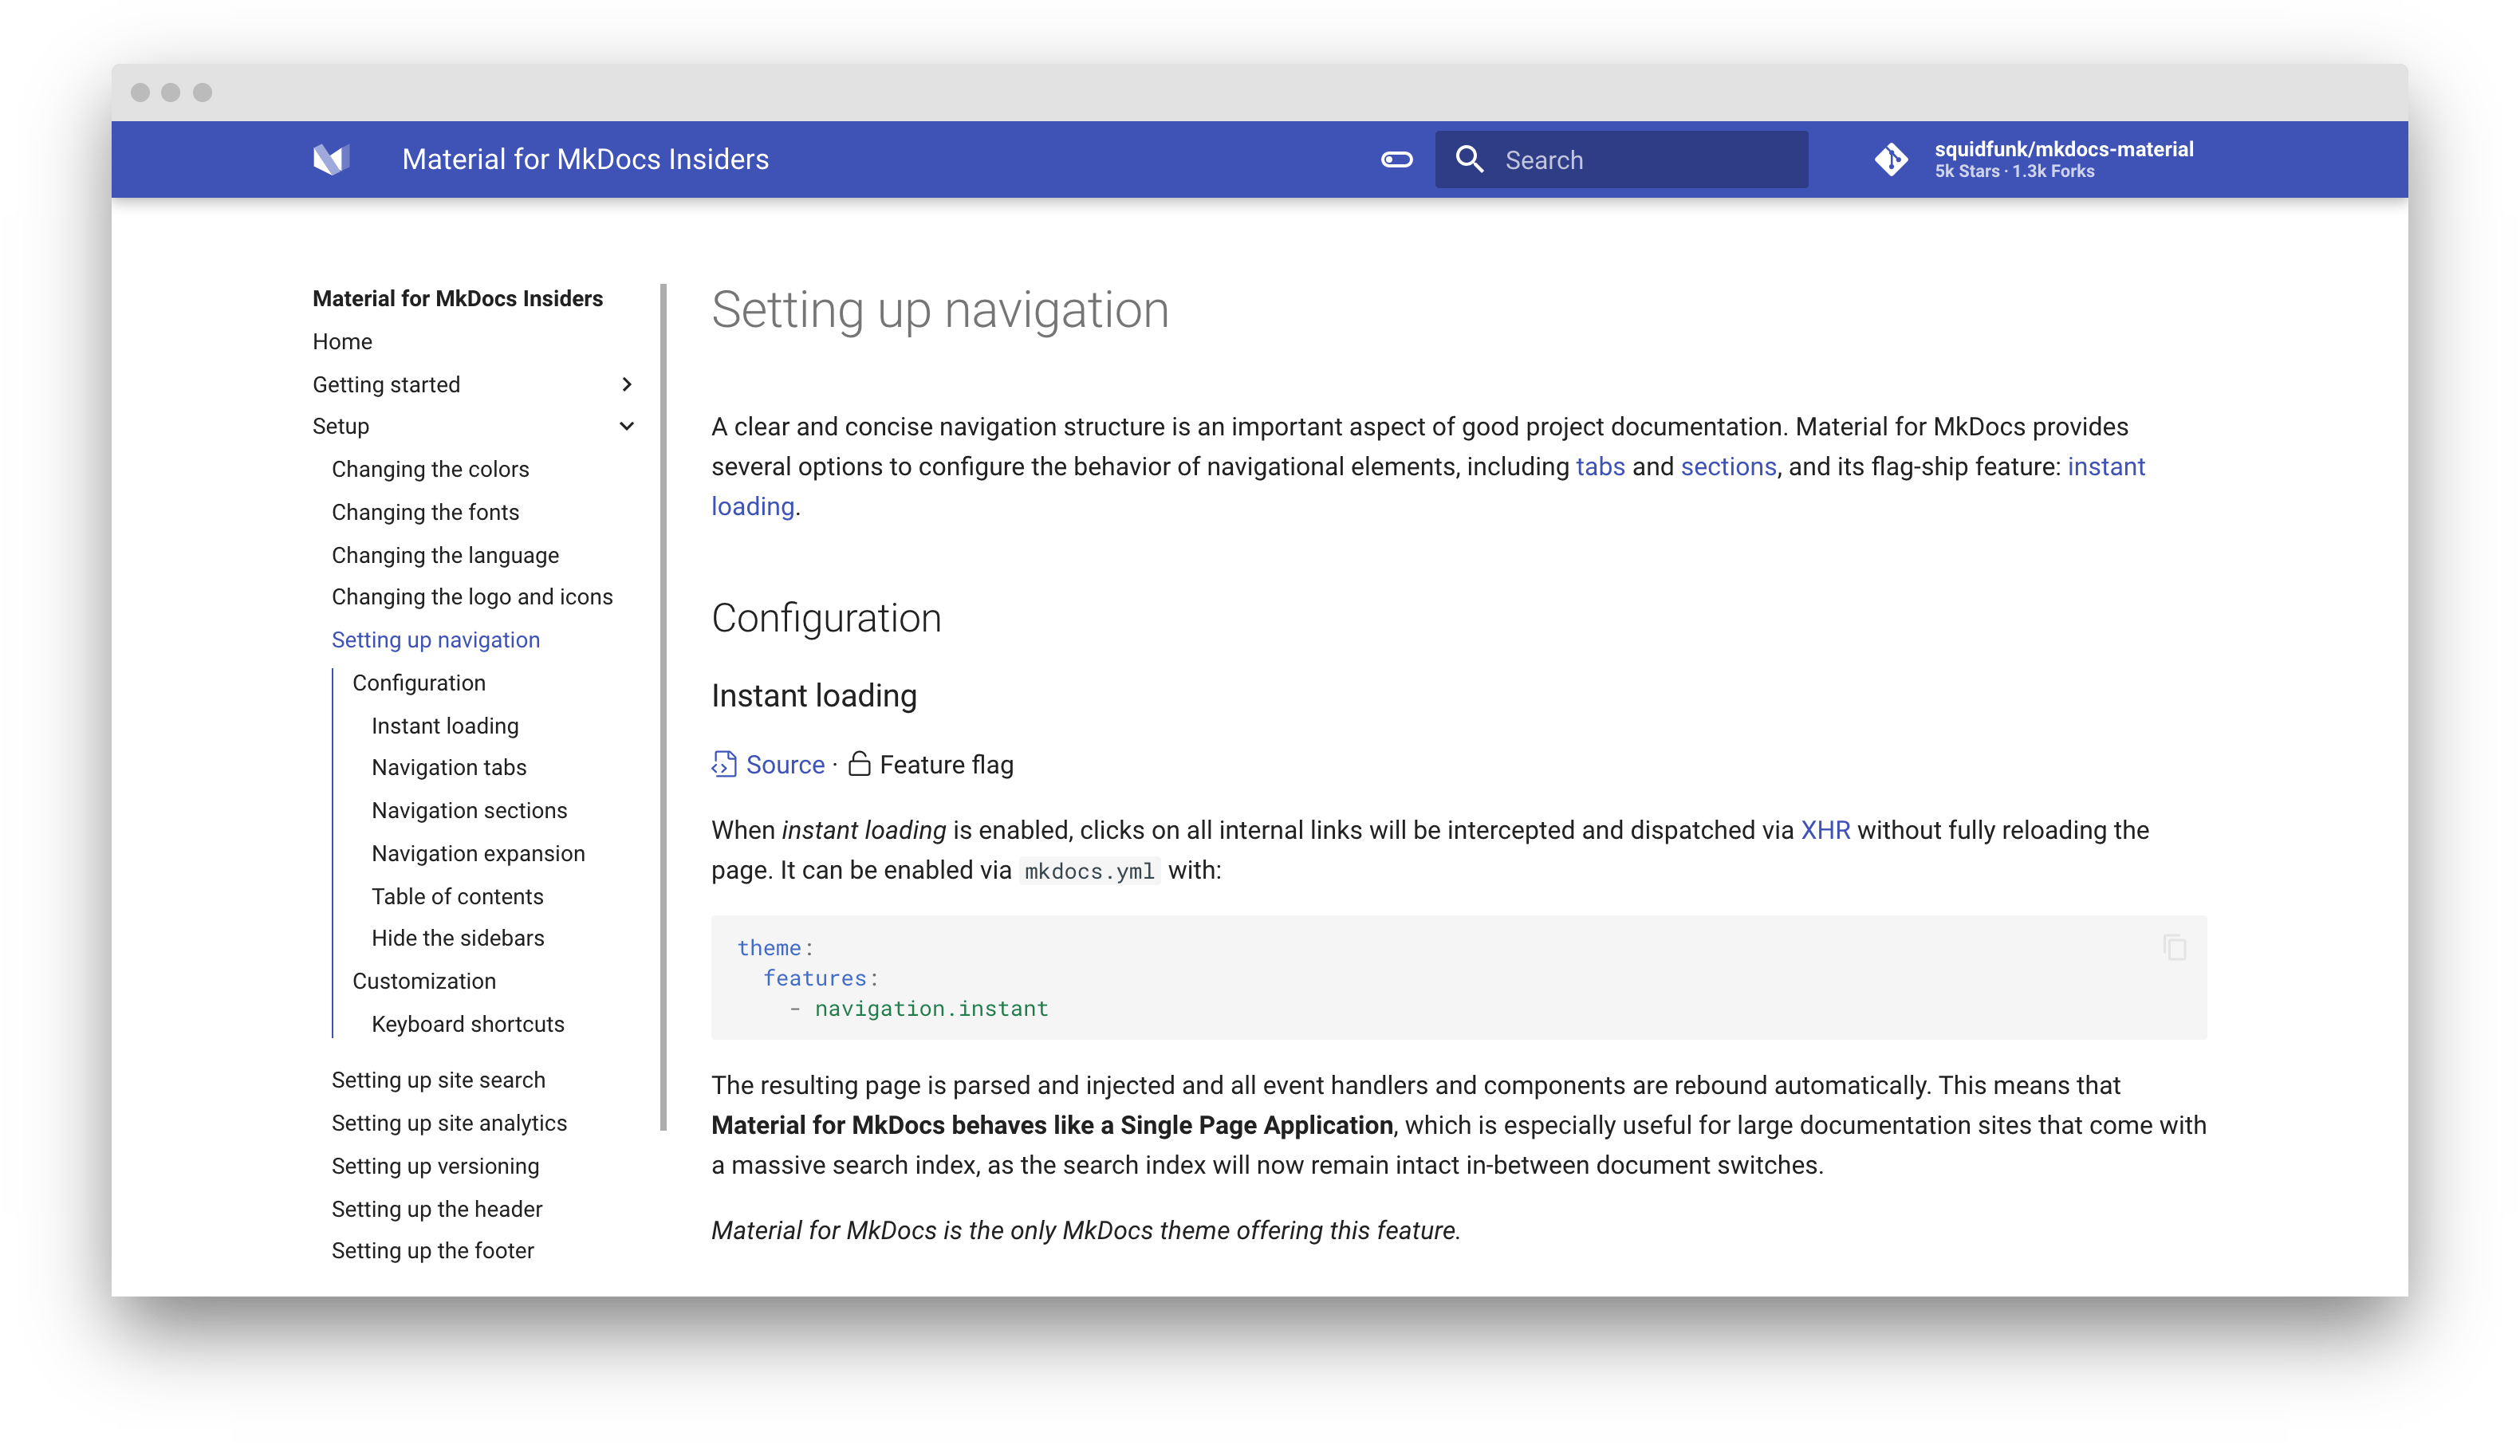 Material for MkDocs Insiders
Search
squidfunk/mkdocs-material
5k Stars · 1.3k Forks
Material for MkDocs Insiders
Home
Getting started
Setup
Changing the colors
Changing the fonts
Changing the language
Changing the logo and icons
Setting up navigation
Configuration
Instant loading
Navigation tabs
Navigation sections
Navigation expansion
Table of contents
Hide the sidebars
Customization
Keyboard shortcuts
Setting up site search
Setting up site analytics
Setting up versioning
Setting up the header
Setting up the footer
Setting up navigation
A clear and concise navigation structure is an important aspect of good project documentation. Material for MkDocs provides
several options to configure the behavior of navigational elements, including tabs and sections, and its flag-ship feature: instant
loading.
Configuration
Instant loading
Source · Feature flag
When instant loading is enabled, clicks on all internal links will be intercepted and dispatched via XHR without fully reloading the
page. It can be enabled via mkdocs.yml with:
theme:
  features:
    - navigation.instant
The resulting page is parsed and injected and all event handlers and components are rebound automatically. This means that
Material for MkDocs behaves like a Single Page Application, which is especially useful for large documentation sites that come with
a massive search index, as the search index will now remain intact in-between document switches.
Material for MkDocs is the only MkDocs theme offering this feature.